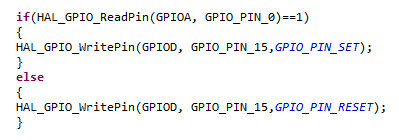 if(HAL_GPIO_ReadPin(GPIOA, GPIO_PIN_0)==1)
{
HAL_GPIO_WritePin(GPIOD, GPIO_PIN_15,GPIO_PIN_SET);
}
else
{
HAL_GPIO_WritePin(GPIOD, GPIO_PIN_15,GPIO_PIN_RESET);
}